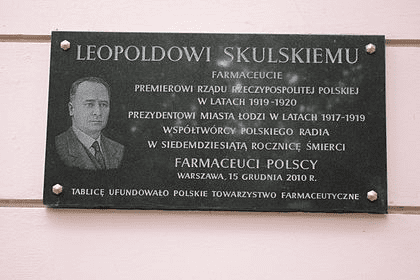 LEOPOLDOWI SKULSKIEMU
FARMACEUCIE
PREMIEROWI RZĄDU RZECZYPOSPOLITEJ POLSKIEJ
W LATACH 1919-1920
PREZYDENTOWI MIASTA ŁODZI W LATACH 1917-1919
WSPÓŁTWÓRCY POLSKIEGO RADIA
W SIEDEMDZIESIĄTĄ ROCZNICĘ ŚMIERCI
FARMACEUCI POLSCY
WARSZAWA, 15 GRUDNIA 2010 R.
TABLICĘ UFUNDOWAŁO POLSKIE TOWARZYSTWO FARMACEUTYCZNE